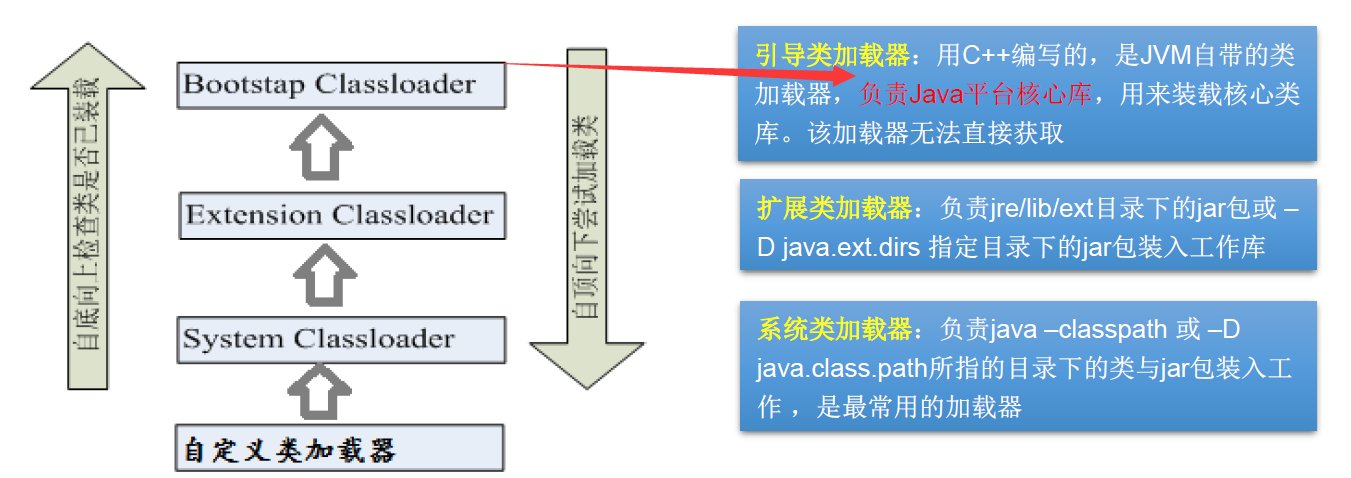 自底向上检查类是否已装载
Bootstap Classloader
Extension Classloader
System Classloader
自定义类加载器
自顶向下尝试加载类
引导类加载器：用C++编写的，是JVM自带的类
加载器，负责Java平台核心库，用来装载核心类
库。该加载器无法直接获取
扩展类加载器：负责jre/lib/ext目录下的jar包或 –
D java.ext.dirs 指定目录下的jar包装入工作库
系统类加载器：负责java –classpath 或 –D
java.class.path所指的目录下的类与jar包装入工
作 ，是最常用的加载器